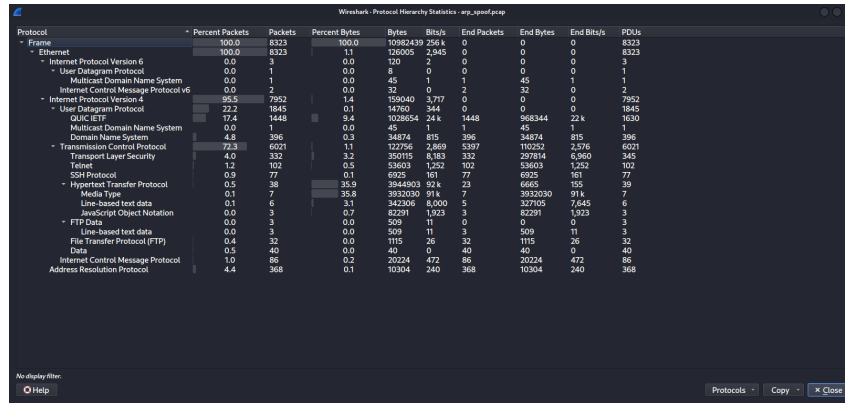 Wireshark · Protocol Hierarchy Statistics · arp_spoof.pcap
Protocol Percent Packets Packets Percent Bytes Bytes Bits/s End Packets End Bytes End Bits/s PDUs
Frame 100.0 8323 100.0 10982439 256 k 0 0 0 8323
Ethernet 100.0 8323 1.1 126005 2,945 0 0 0 8323
Internet Protocol Version 6 0.0 3 0.0 120 2 0 0 0 3
User Datagram Protocol 0.0 1 0.0 8 0 0 0 0 1
Multicast Domain Name System 0.0 1 0.0 45 1 1 45 1 1
Internet Control Message Protocol v6 0.0 2 0.0 32 0 2 32 0 2
Internet Protocol Version 4 95.5 7952 1.4 159040 3,717 0 0 0 7952
User Datagram Protocol 22.2 1845 0.1 14760 344 0 0 0 1845
QUIC IETF 17.4 1448 9.4 1028654 24 k 1448 968344 22 k 1630
Multicast Domain Name System 0.0 1 0.0 45 1 1 45 1 1
Domain Name System 4.8 396 0.3 34874 815 396 34874 815 396
Transmission Control Protocol 72.3 6021 1.1 122756 2,869 5397 110252 2,576 6021
Transport Layer Security 4.0 332 3.2 350115 8,183 332 297814 6,960 345
Telnet 1.2 102 0.5 53603 1,252 102 53603 1,252 102
SSH Protocol 0.9 77 0.1 6925 161 77 6925 161 77
Hypertext Transfer Protocol 0.5 38 35.9 3944903 92 k 23 6665 155 39
Media Type 0.1 7 35.8 3932030 91 k 7 3932030 91 k 7
Line-based text data 0.1 6 3.1 342306 8,000 5 327105 7,645 6
JavaScript Object Notation 0.0 3 0.7 82291 1,923 3 82291 1,923 3
FTP Data 0.0 3 0.0 509 11 0 0 0 3
Line-based text data 0.0 3 0.0 509 11 3 509 11 3
File Transfer Protocol (FTP) 0.4 32 0.0 1115 26 32 1115 26 32
Data 0.5 40 0.0 40 0 40 40 0 40
Internet Control Message Protocol 1.0 86 0.2 20224 472 86 20224 472 86
Address Resolution Protocol 4.4 368 0.1 10304 240 368 10304 240 368
No display filter.
Help Protocols Copy Close